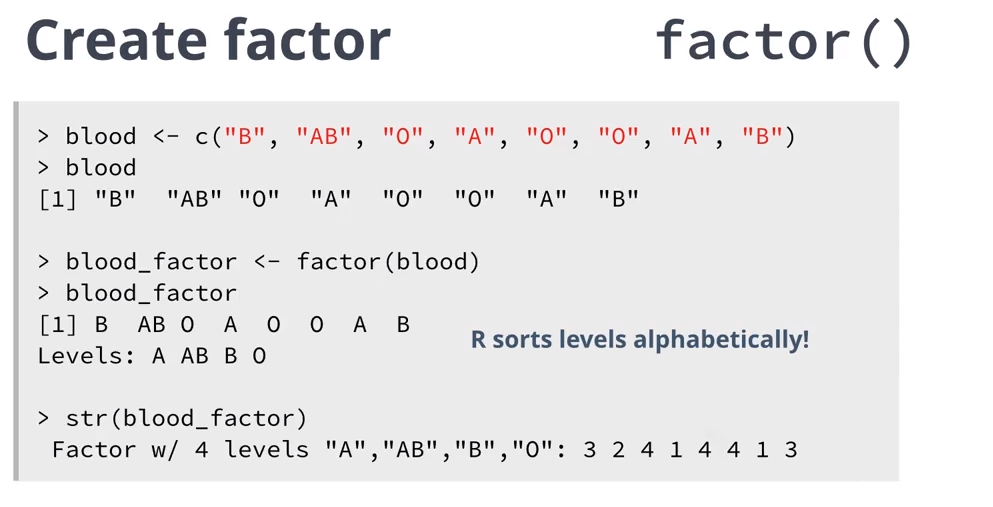 Create factor
factor()
> blood <- c("B", "AB", "O", "A", "O", "O", "A", "B")
> blood
[1] "B"  "AB" "O"  "A"  "O"  "O"  "A"  "B"
> blood_factor <- factor(blood)
> blood_factor
[1] B  AB O  A  O  O  A  B
Levels: A AB B O
R sorts levels alphabetically!
> str(blood_factor)
 Factor w/ 4 levels "A","AB","B","O": 3 2 4 1 4 4 1 3